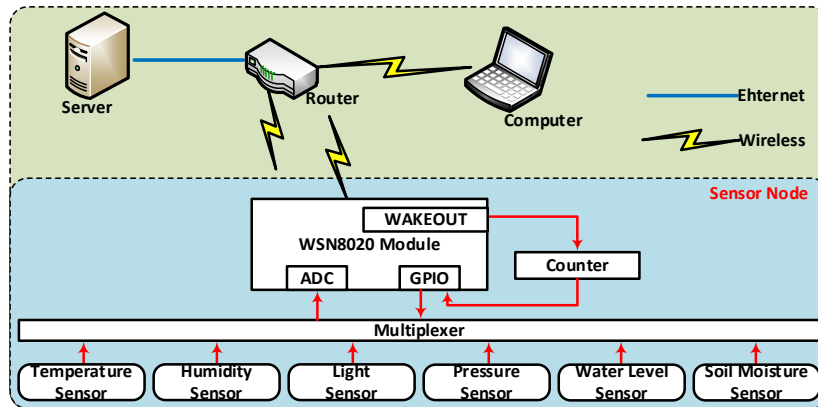 Server
Router
Computer
Ehternet
Wireless
Sensor Node
WAKEOUT
WSN8020 Module
ADC
GPIO
Counter
Multiplexer
Temperature
Sensor
Humidity
Sensor
Light
Sensor
Pressure
Sensor
Water Level
Sensor
Soil Moisture
Sensor